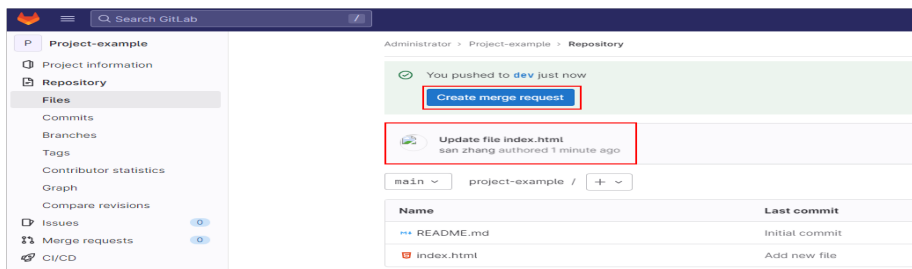 Search GitLab /
P Project-example
Administrator > Project-example > Repository
Project information
Repository
Files
Commits
Branches
Tags
Contributor statistics
Graph
Compare revisions
Issues 0
Merge requests 0
CI/CD
You pushed to dev just now
Create merge request
Update file index.html
san zhang authored 1 minute ago
main project-example / +
Name Last commit
README.md Initial commit
index.html Add new file